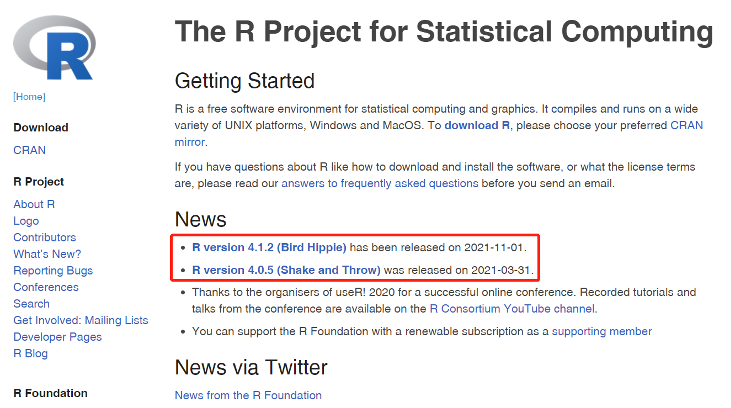 R
The R Project for Statistical Computing
[Home]
Download
CRAN
R Project
About R
Logo
Contributors
What's New?
Reporting Bugs
Conferences
Search
Get Involved: Mailing Lists
Developer Pages
R Blog
R Foundation
Getting Started
R is a free software environment for statistical computing and graphics. It compiles and runs on a wide
variety of UNIX platforms, Windows and MacOS. To download R, please choose your preferred CRAN
mirror.
If you have questions about R like how to download and install the software, or what the license terms
are, please read our answers to frequently asked questions before you send an email.
News
• R version 4.1.2 (Bird Hippie) has been released on 2021-11-01.
• R version 4.0.5 (Shake and Throw) was released on 2021-03-31.
• Thanks to the organisers of useR! 2020 for a successful online conference. Recorded tutorials and
talks from the conference are available on the R Consortium YouTube channel.
• You can support the R Foundation with a renewable subscription as a supporting member
News via Twitter
News from the R Foundation